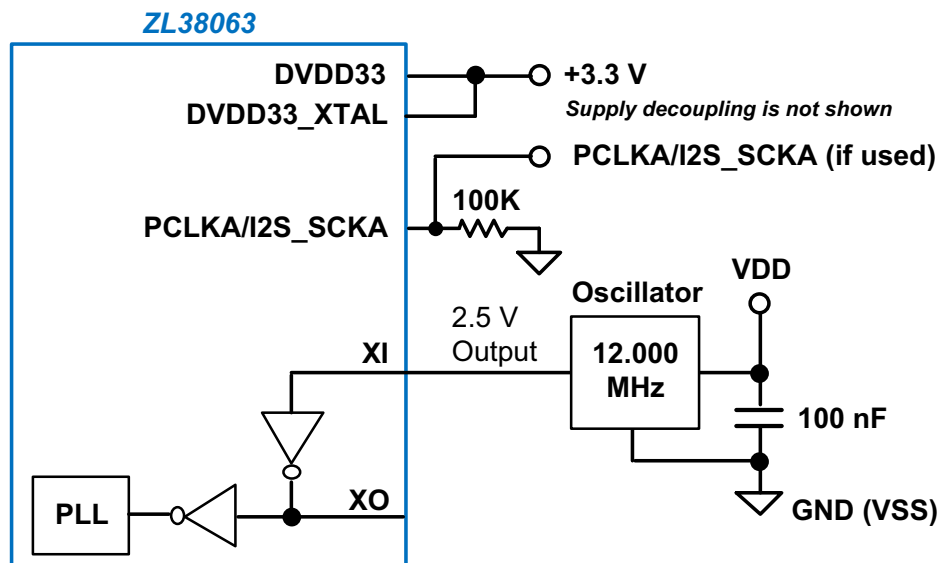 ZL38063
DVDD33
+3.3 V
DVDD33_XTAL
Supply decoupling is not shown
PCLKA/I2S_SCKA (if used)
100K
PCLKA/I2S_SCKA
VDD
Oscillator
2.5 V
Output
XI
12.000
MHz
100 nF
PLL
XO
GND (VSS)